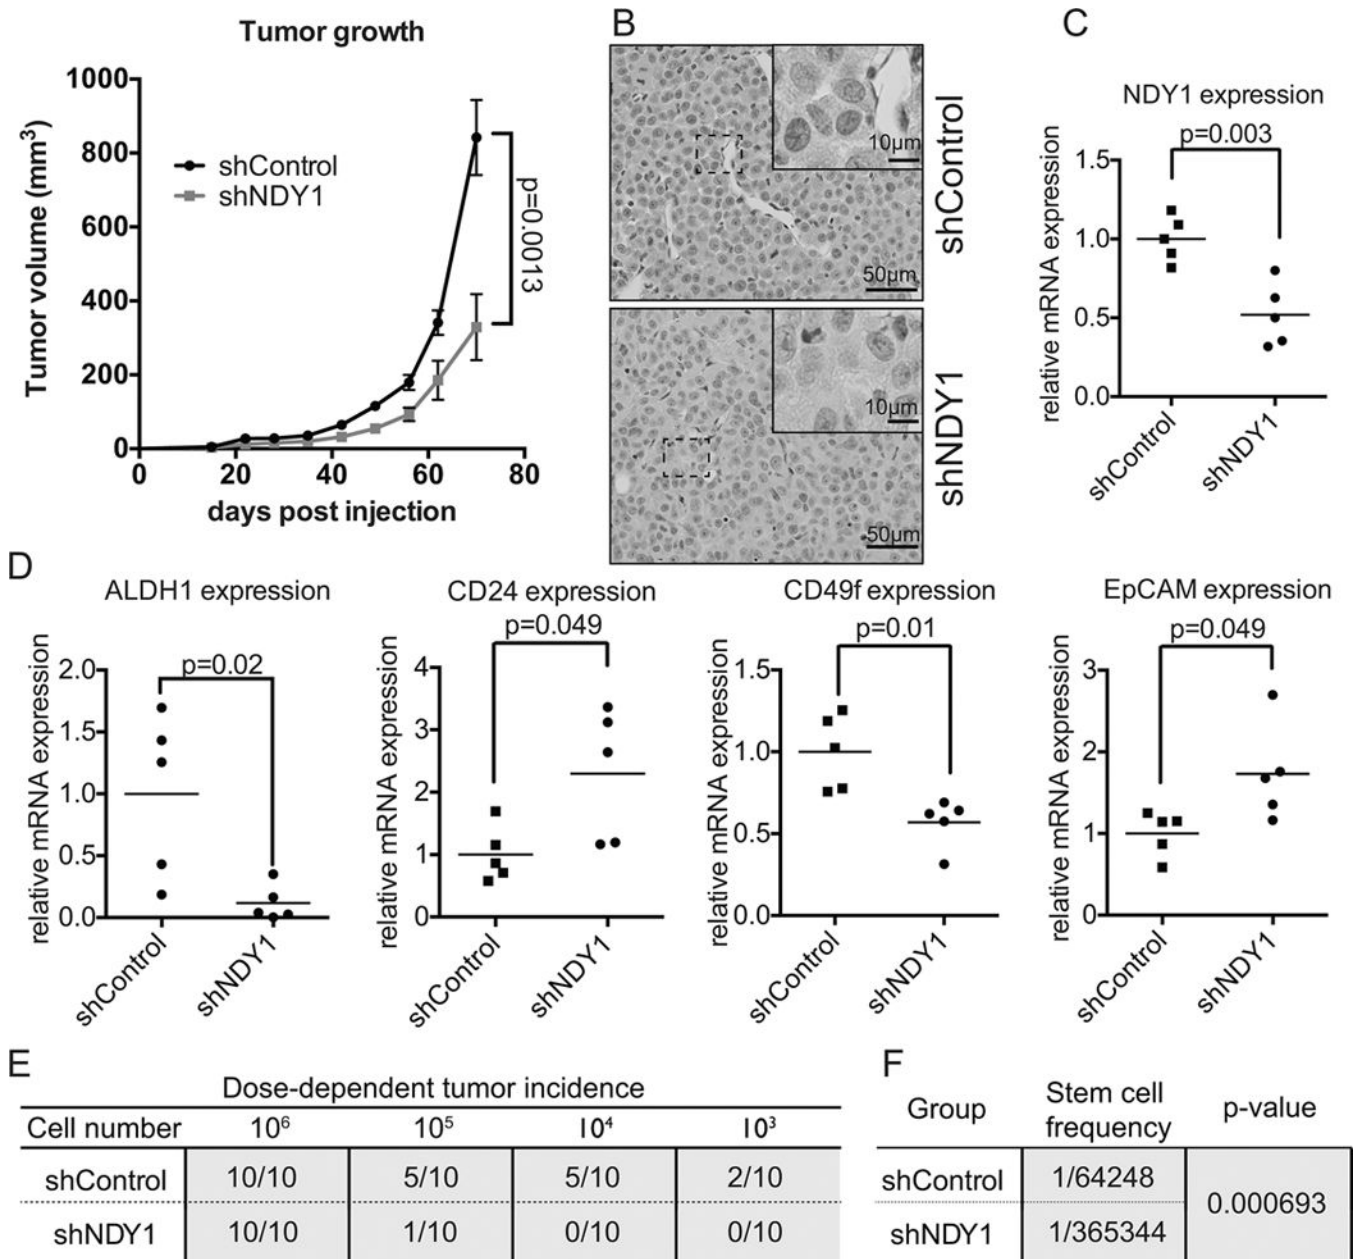 Tumor growth
1000
800
600
400
200
0
0 20 40 60 80
Tumor volume (mm³)
days post injection
shControl
shNDY1
p=0.0013
B
10µm
50µm
shControl
10µm
50µm
shNDY1
C
NDY1 expression
p=0.003
relative mRNA expression
1.5
1.0
0.5
0.0
shControl
shNDY1
D
ALDH1 expression
p=0.02
relative mRNA expression
2.0
1.5
1.0
0.5
0.0
shControl
shNDY1
CD24 expression
p=0.049
relative mRNA expression
4
3
2
1
0
shControl
shNDY1
CD49f expression
p=0.01
relative mRNA expression
1.5
1.0
0.5
0.0
shControl
shNDY1
EpCAM expression
p=0.049
relative mRNA expression
3
2
1
0
shControl
shNDY1
E
Dose-dependent tumor incidence
Cell number 10⁶ 10⁵ 10⁴ 10³
shControl 10/10 5/10 5/10 2/10
shNDY1 10/10 1/10 0/10 0/10
F
Group Stem cell frequency p-value
shControl 1/64248 0.000693
shNDY1 1/365344